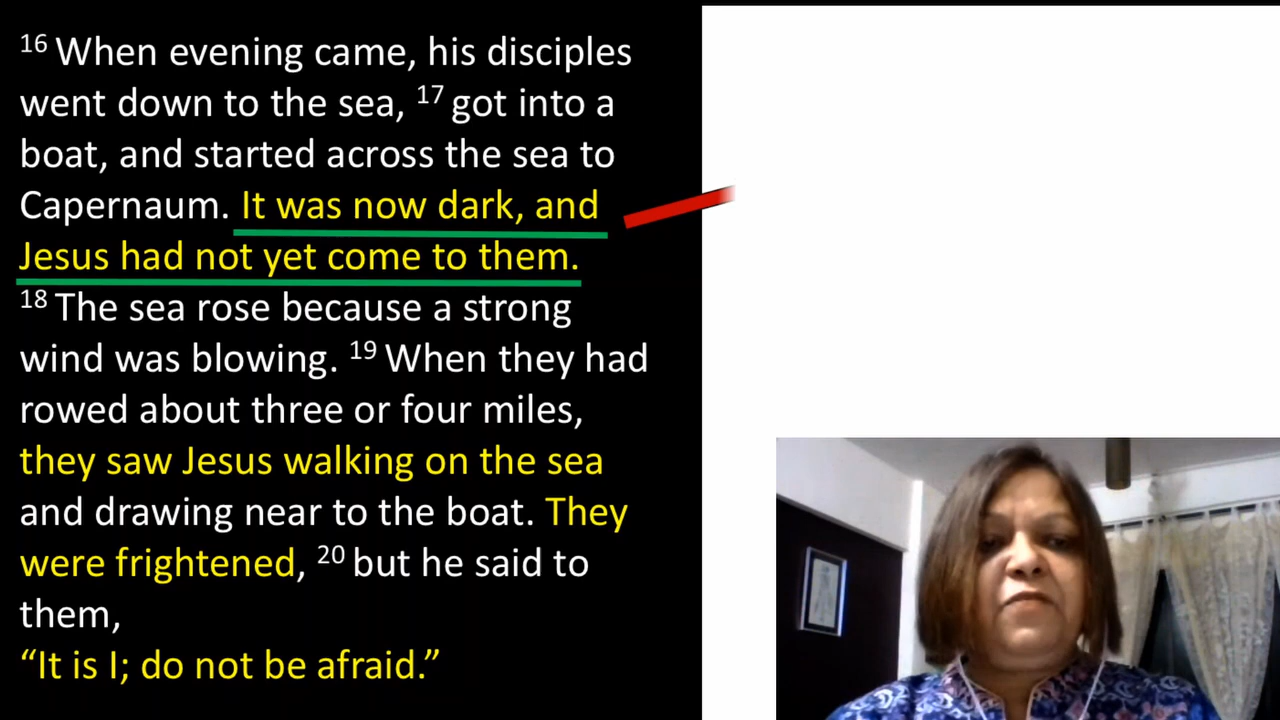 16 When evening came, his disciples
went down to the sea, 17 got into a
boat, and started across the sea to
Capernaum. It was now dark, and
Jesus had not yet come to them.
18 The sea rose because a strong
wind was blowing. 19 When they had
rowed about three or four miles,
they saw Jesus walking on the sea
and drawing near to the boat. They
were frightened, 20 but he said to
them,
“It is I; do not be afraid.”